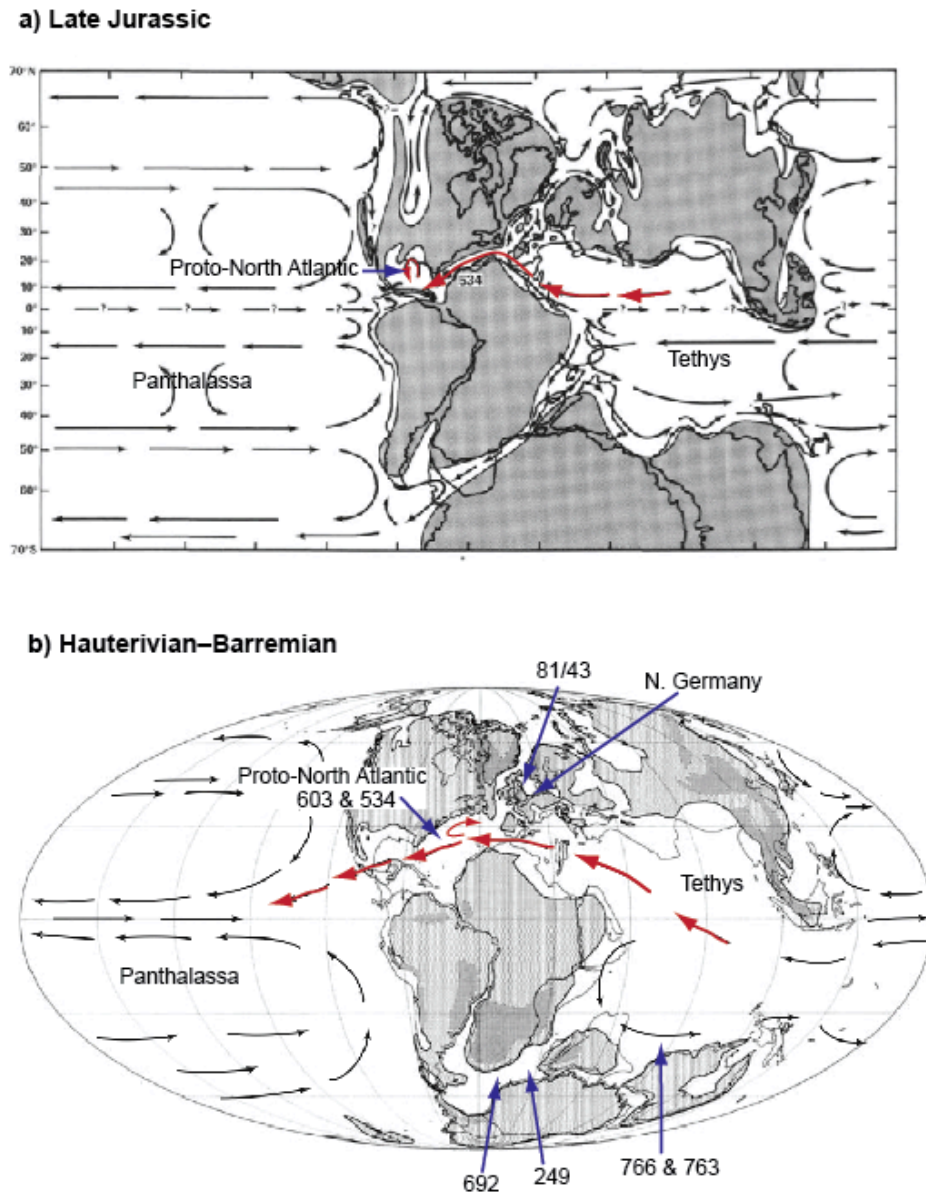 a) Late Jurassic
70°N
60°
50°
40°
30°
20°
Proto-North Atlantic
534
10°
0°
- ? - ? - ? - ? - ? - ? - ?
10°
20°
Panthalassa
Tethys
30°
40°
50°
60°
70°S
b) Hauterivian–Barremian
81/43
N. Germany
Proto-North Atlantic
603 & 534
Tethys
Panthalassa
692
249
766 & 763